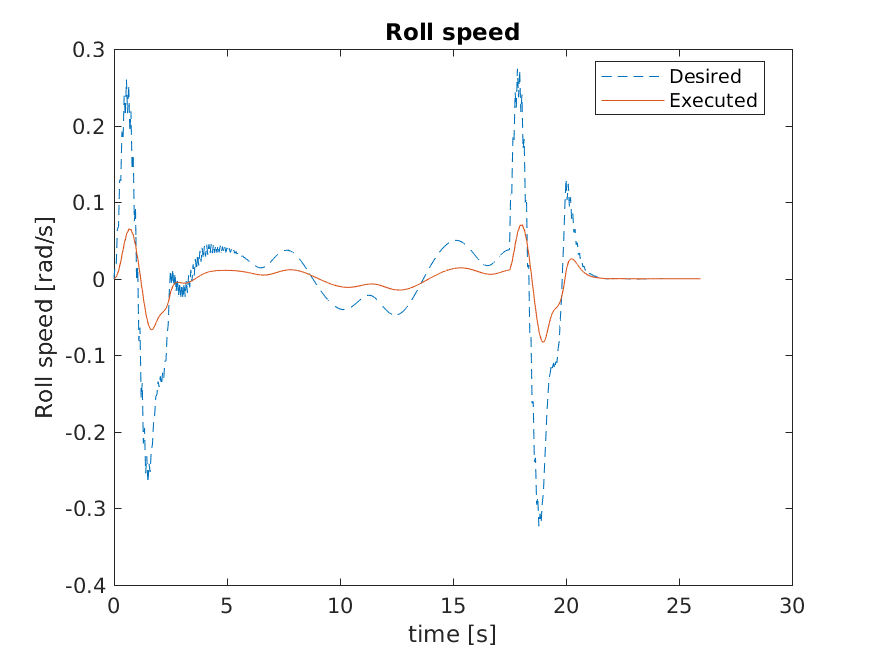 Roll speed
Desired
Executed
0.3
0.2
0.1
0
-0.1
-0.2
-0.3
-0.4
Roll speed [rad/s]
0 5 10 15 20 25 30
time [s]